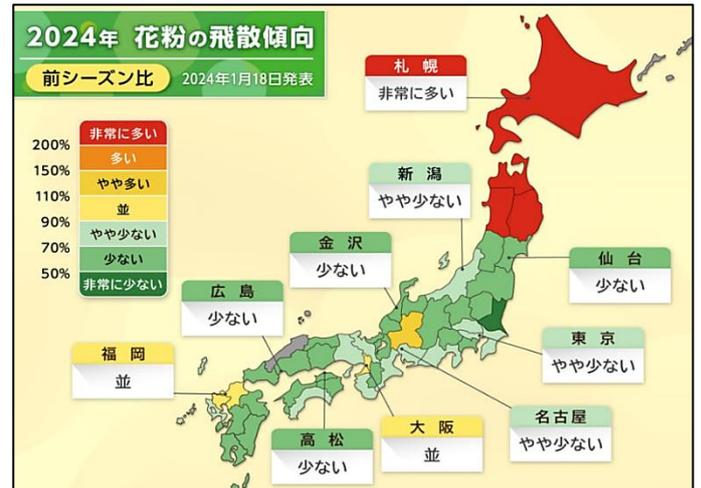 2024年 花粉の飛散傾向
前シーズン比
2024年1月18日発表
札幌
非常に多い
非常に多い
200%
多い
150%
やや多い
110%
並
90%
やや少ない
70%
少ない
50%
非常に少ない
新潟
やや少ない
金沢
少ない
仙台
少ない
広島
少ない
東京
やや少ない
福岡
並
名古屋
やや少ない
大阪
並
高松
少ない